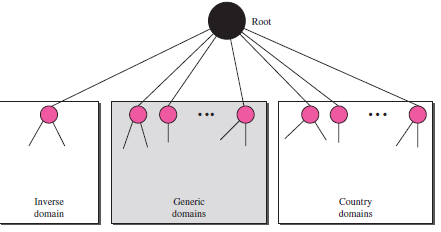 Root
Inverse
domain
Generic
domains
Country
domains